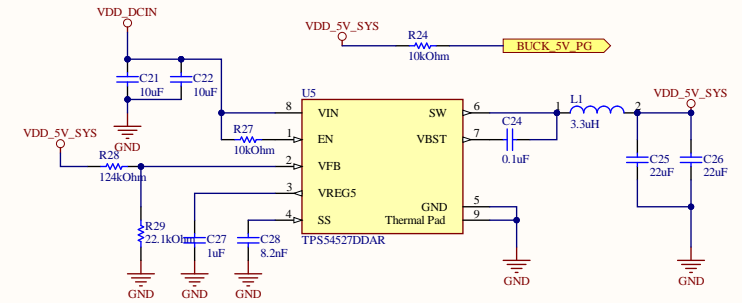 VDD_DCIN
VDD_5V_SYS
R24
10kOhm
BUCK_5V_PG
C21
10uF
C22
10uF
GND
U5
8
VIN
SW
6
1
L1
2
3.3uH
VDD_5V_SYS
R27
10kOhm
1
EN
VBST
7
C24
0.1uF
VDD_5V_SYS
R28
124kOhm
2
VFB
C25
22uF
C26
22uF
3
VREG5
GND
5
4
SS
Thermal Pad
9
R29
22.1kOhm
C27
1uF
C28
8.2nF
TPS54527DDAR
GND
GND
GND
GND
GND